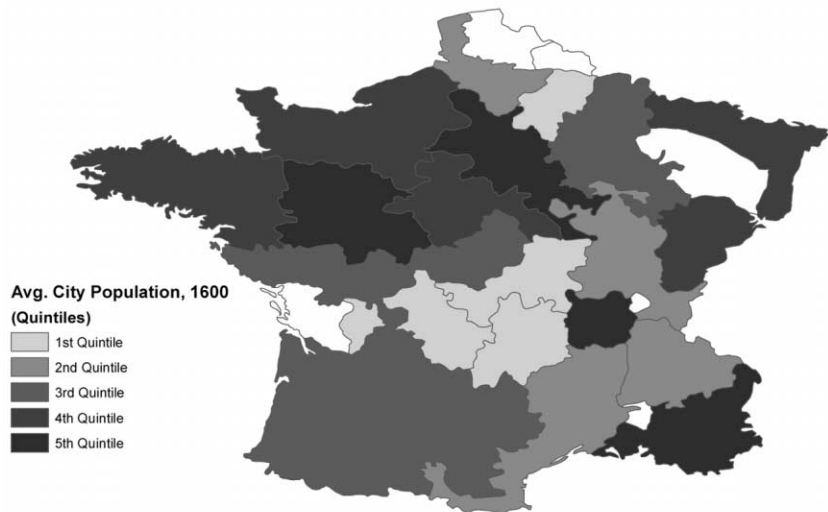 Avg. City Population, 1600
(Quintiles)
1st Quintile
2nd Quintile
3rd Quintile
4th Quintile
5th Quintile